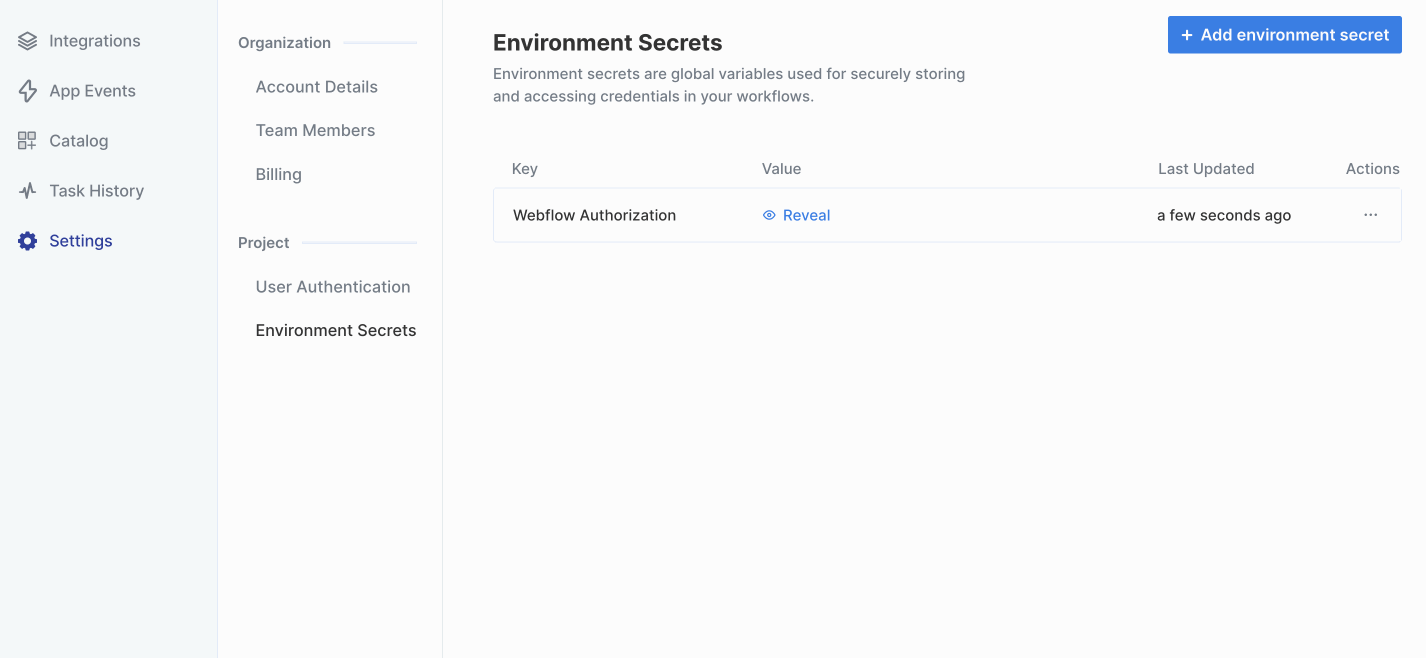 Integrations
App Events
Catalog
Task History
Settings
Organization
Account Details
Team Members
Billing
Project
User Authentication
Environment Secrets
Environment Secrets
+ Add environment secret
Environment secrets are global variables used for securely storing
and accessing credentials in your workflows.
Key Value Last Updated Actions
Webflow Authorization Reveal a few seconds ago ...